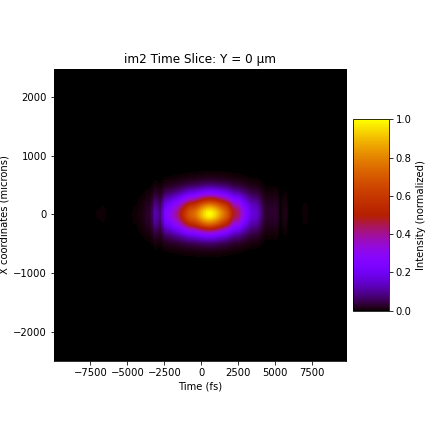 im2 Time Slice: Y = 0 μm
2000
1000
0
−1000
−2000
X coordinates (microns)
−7500 −5000 −2500 0 2500 5000 7500
Time (fs)
1.0
0.8
0.6
0.4
0.2
0.0
Intensity (normalized)